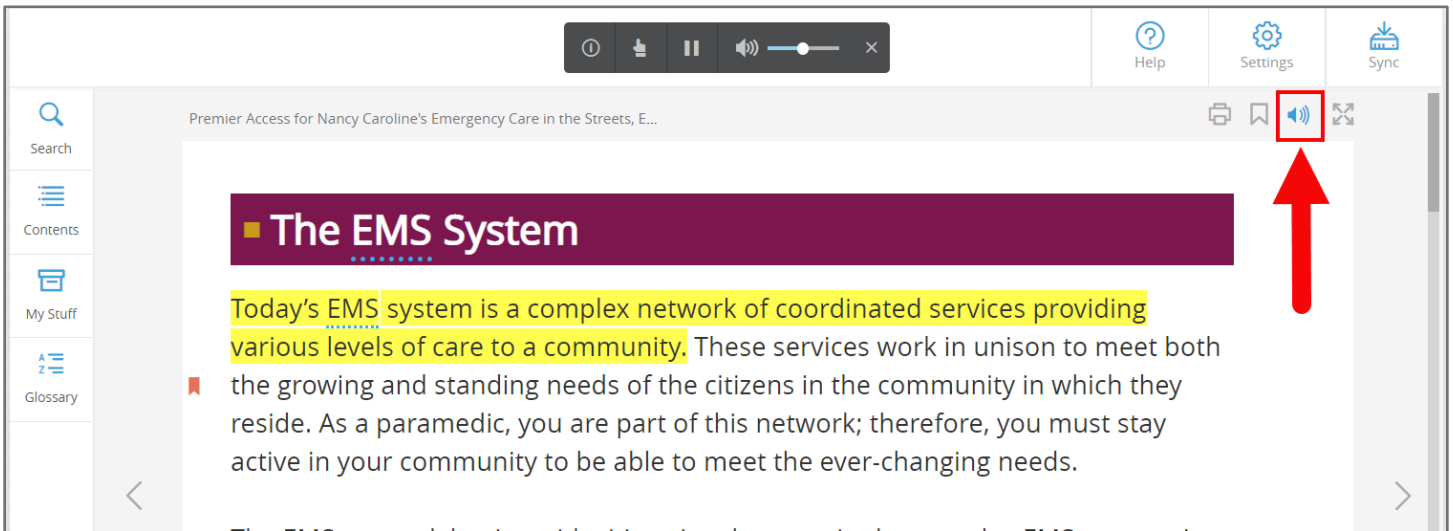 Help
Settings
Sync
Search
Contents
My Stuff
A
Z
Glossary
Premier Access for Nancy Caroline's Emergency Care in the Streets, E...
The EMS System
Today's EMS system is a complex network of coordinated services providing
various levels of care to a community. These services work in unison to meet both
the growing and standing needs of the citizens in the community in which they
reside. As a paramedic, you are part of this network; therefore, you must stay
active in your community to be able to meet the ever-changing needs.